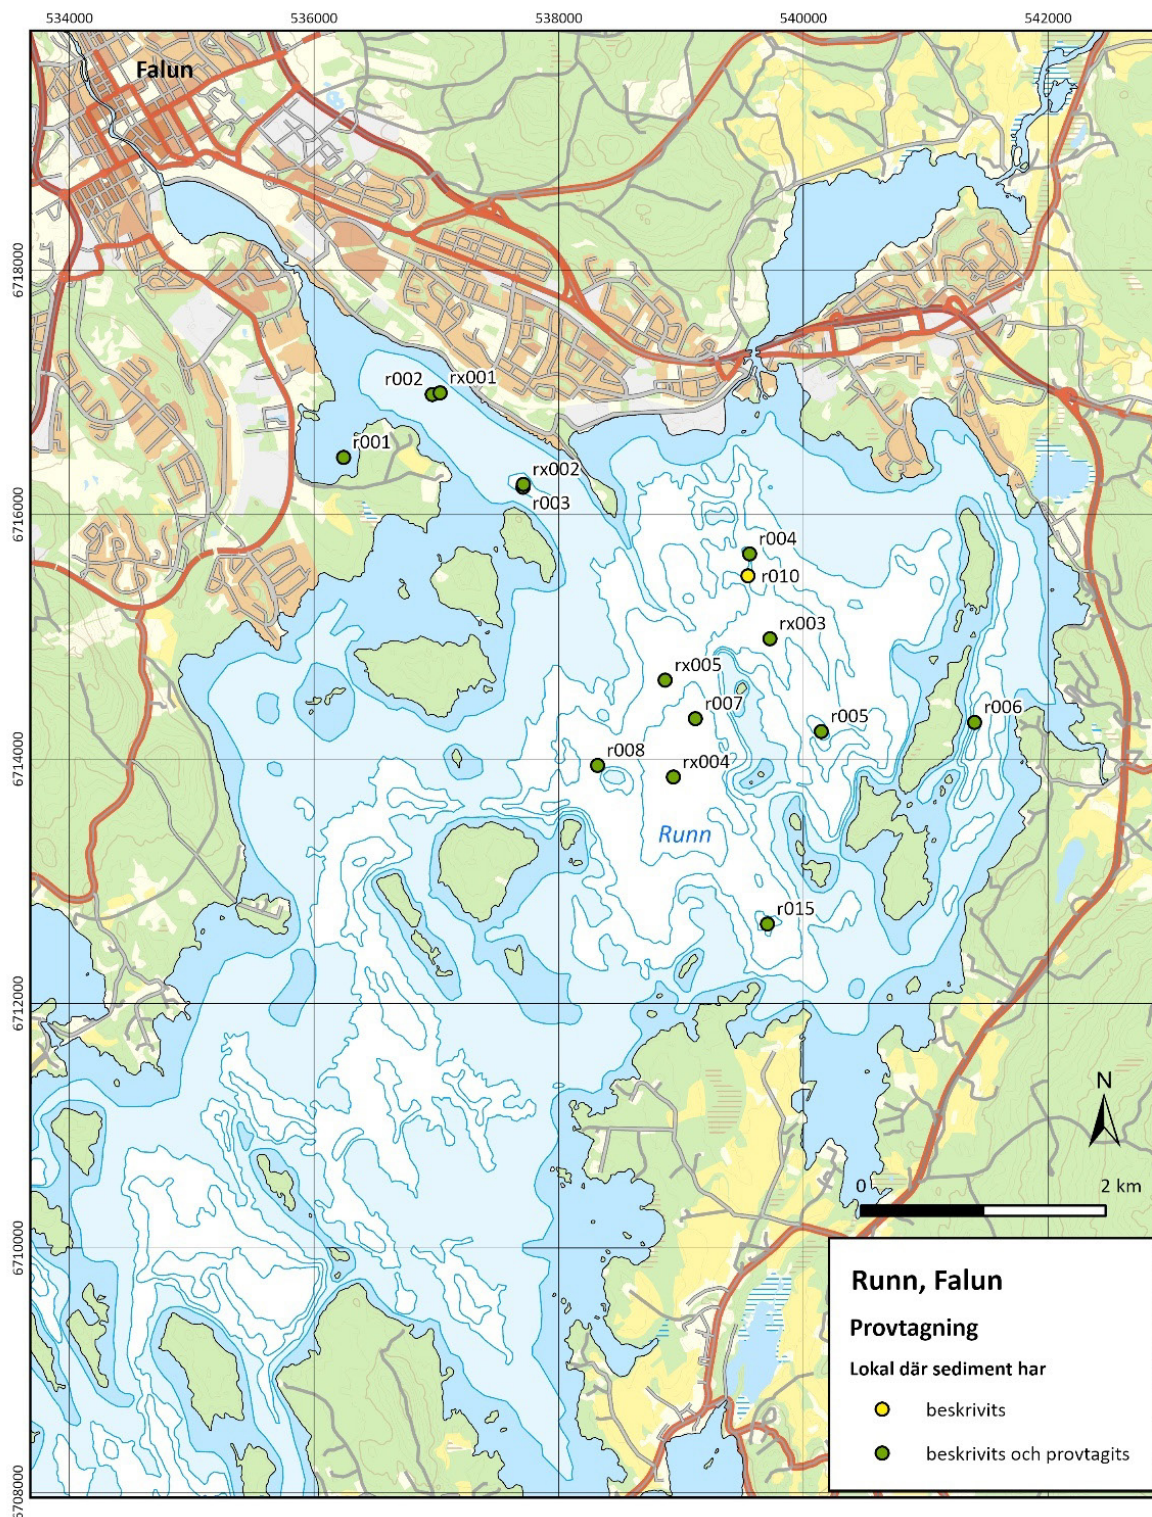 534000
536000
538000
540000
542000
Falun
6718000
r002
rx001
r001
rx002
r003
6716000
r004
r010
rx003
rx005
r007
r005
r006
r008
rx004
6714000
Runn
r015
6712000
N
0
2 km
6710000
Runn, Falun
Provtagning
Lokal där sediment har
beskrivits
beskrivits och provtagits
6708000